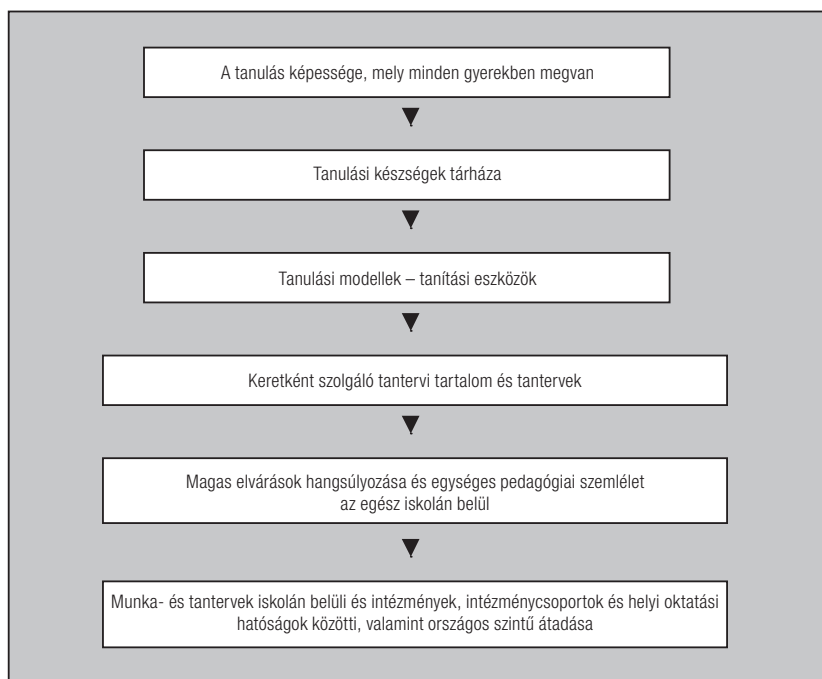 A tanulás képessége, mely minden gyerekben megvan
Tanulási készségek tárháza
Tanulási modellek – tanítási eszközök
Keretként szolgáló tantervi tartalom és tantervek
Magas elvárások hangsúlyozása és egységes pedagógiai szemlélet
az egész iskolán belül
Munka- és tantervek iskolán belüli és intézmények, intézménycsoportok és helyi oktatási
hatóságok közötti, valamint országos szintű átadása